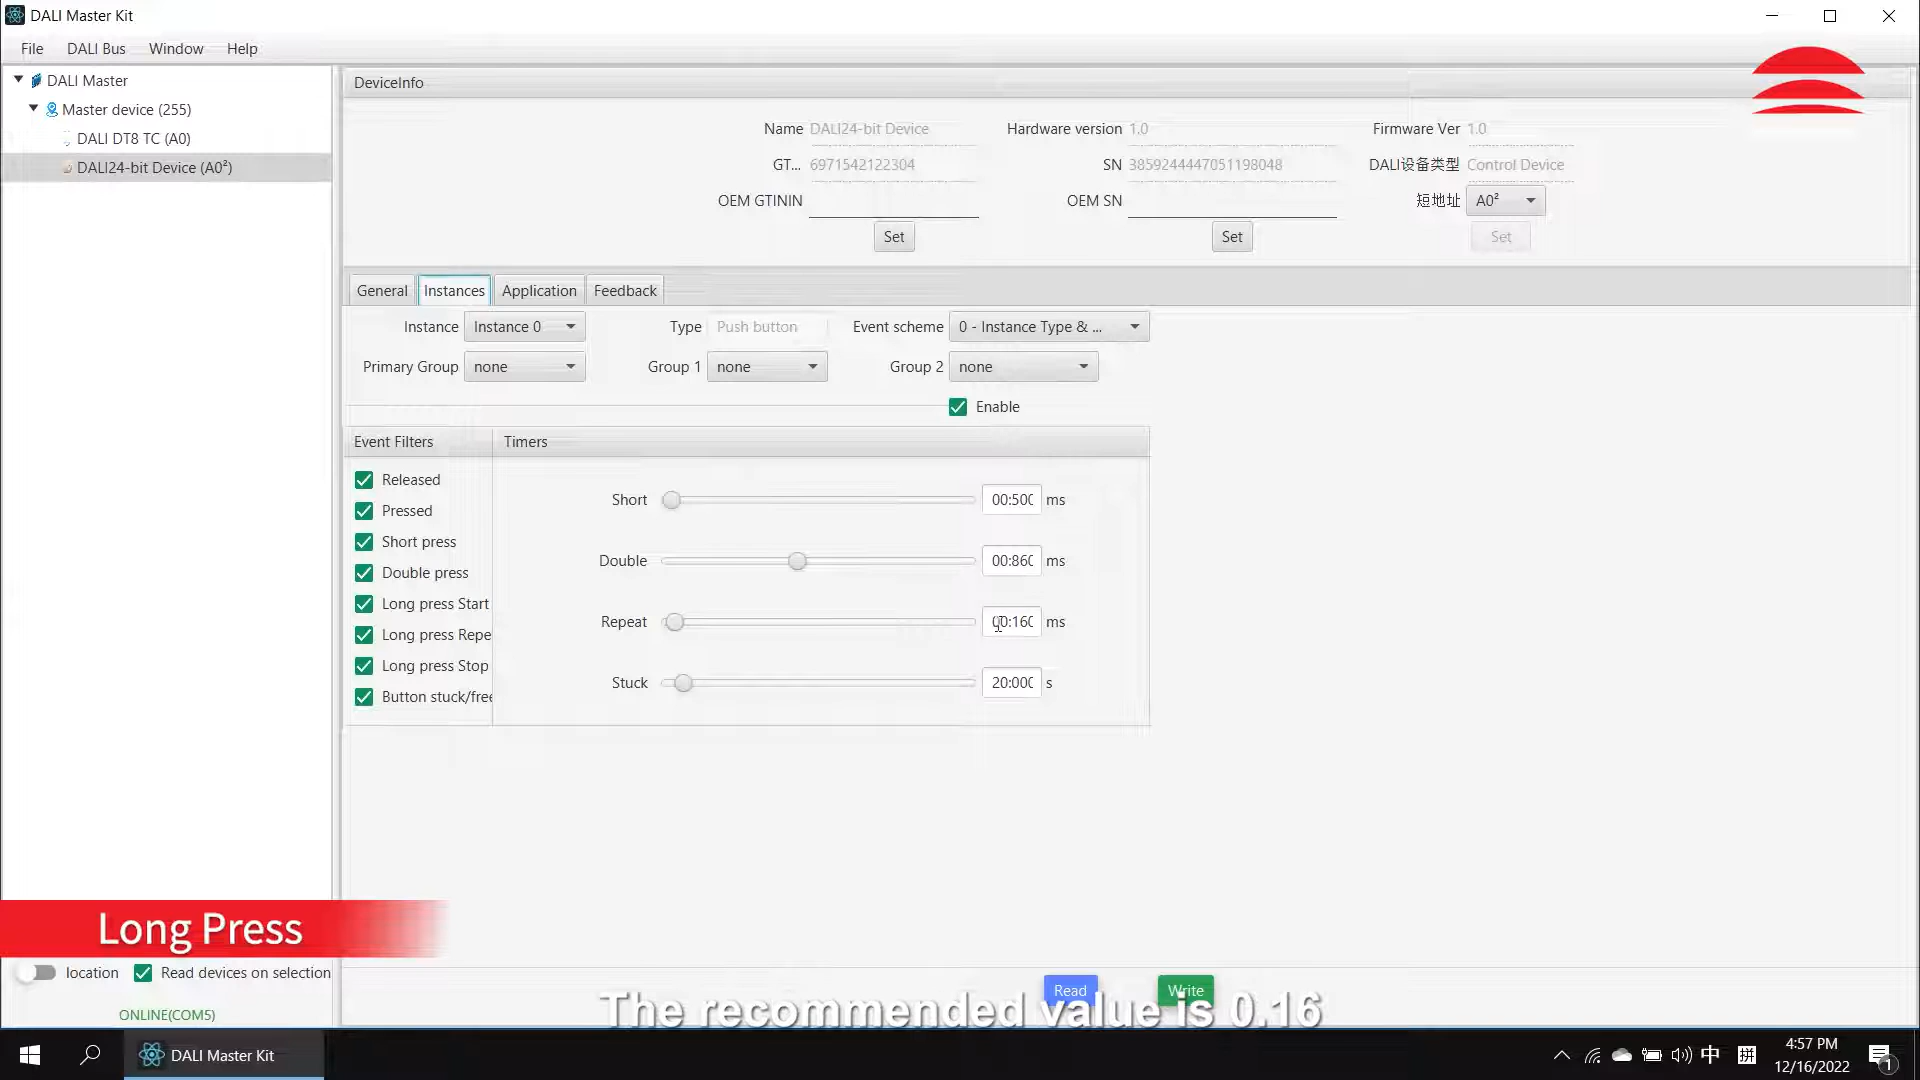 DALI Master Kit
File DALI Bus Window Help
DALI Master
Master device (255)
DALI DT8 TC (A0)
DALI24-bit Device (A0²)
DeviceInfo
Name DALI24-bit Device Hardware version 1.0 Firmware Ver 1.0
GT... 6971542122304 SN 3859244447051198048 DALI设备类型 Control Device
OEM GTININ OEM SN 短地址 A0²
Set Set Set
General Instances Application Feedback
Instance Instance 0 Type Push button Event scheme 0 - Instance Type & ...
Primary Group none Group 1 none Group 2 none
Enable
Event Filters Timers
Released
Pressed
Short press
Double press
Long press Start
Long press Repe
Long press Stop
Button stuck/free
Short 00:500 ms
Double 00:860 ms
Repeat 00:160 ms
Stuck 20:000 s
Long Press
location Read devices on selection
ONLINE(COM5)
Read Write
The recommended value is 0.16
DALI Master Kit
中 拼
4:57 PM
12/16/2022
1